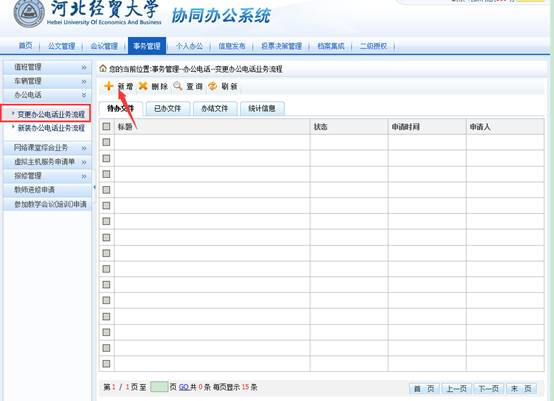 河北经贸大学 协同办公系统
Hebei University Of Economics and Business
首页 公文管理 会议管理 事务管理 个人办公 信息发布 投票决策管理 档案集成 二级授权
值班管理
车辆管理
办公电话
变更办公电话业务流程
新装办公电话业务流程
网络课堂综合业务
虚拟主机服务申请单
报修管理
教师进修申请
参加教学会议(培训)申请
您的当前位置:事务管理--办公电话--变更办公电话业务流程
新增 删除 查询 刷新
待办文件 已办文件 办结文件 统计信息
标题 状态 申请时间 申请人
第 1 / 1 页 至 页 GO 共 0 条 每页显示 15 条
首 页 上一页 下一页 末 页